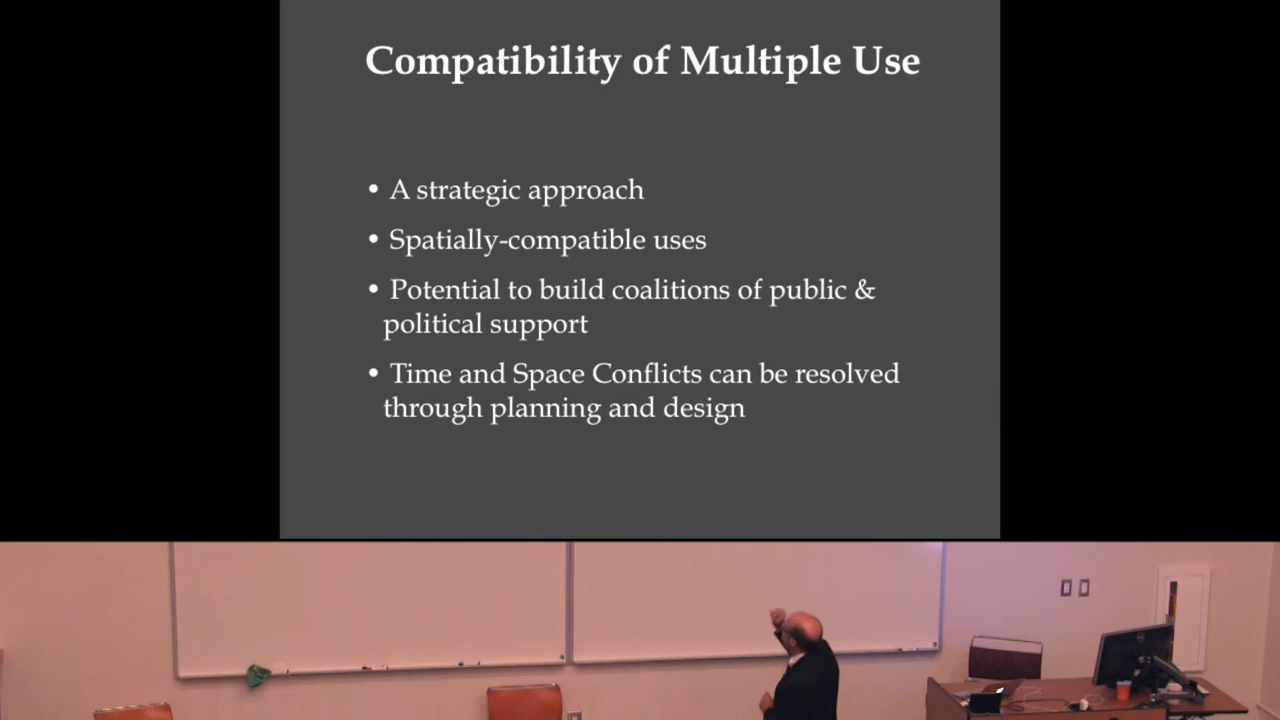 Compatibility of Multiple Use
• A strategic approach
• Spatially-compatible uses
• Potential to build coalitions of public &
political support
• Time and Space Conflicts can be resolved
through planning and design